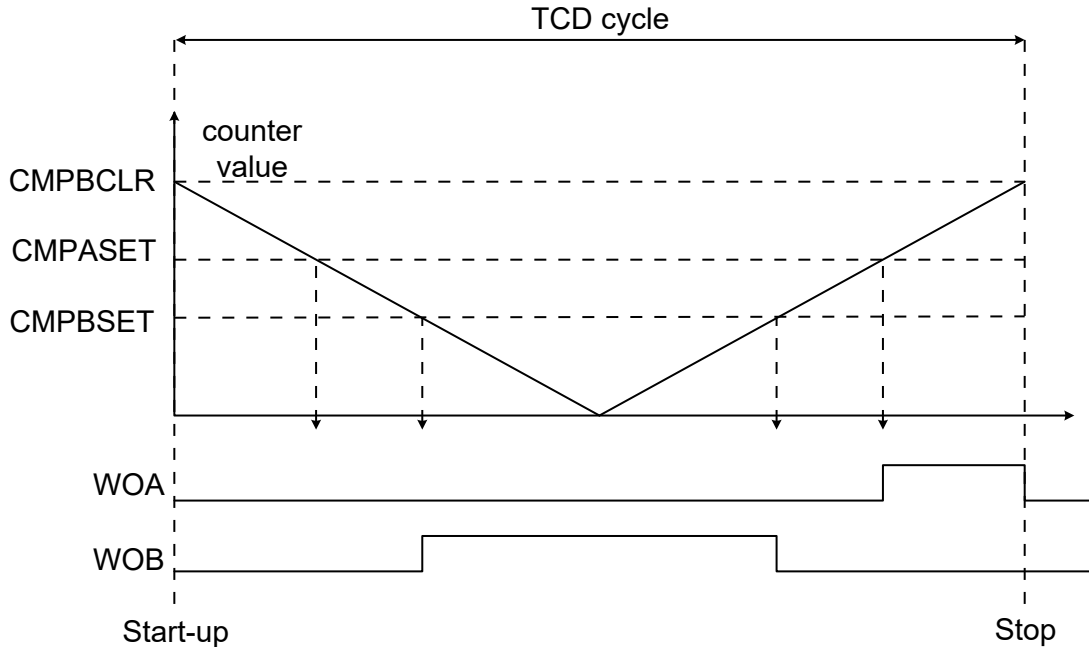 TCD cycle
counter
value
CMPBCLR
CMPASET
CMPBSET
WOA
WOB
Start-up
Stop